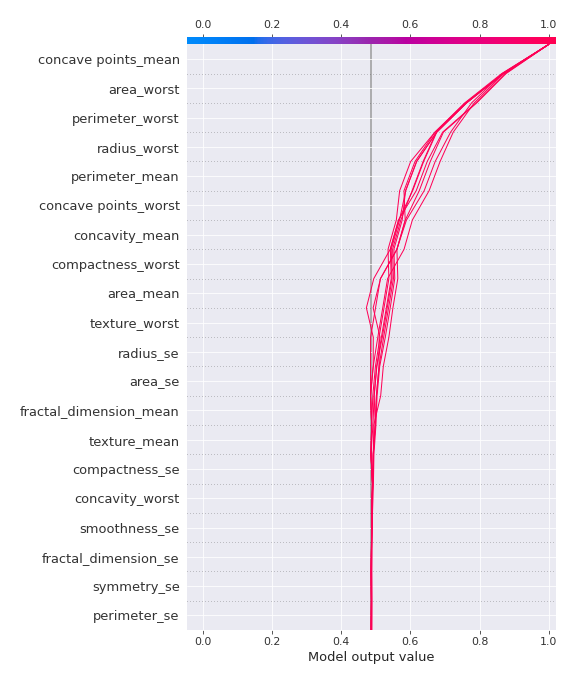 0.0 0.2 0.4 0.6 0.8 1.0
concave points_mean
area_worst
perimeter_worst
radius_worst
perimeter_mean
concave points_worst
concavity_mean
compactness_worst
area_mean
texture_worst
radius_se
area_se
fractal_dimension_mean
texture_mean
compactness_se
concavity_worst
smoothness_se
fractal_dimension_se
symmetry_se
perimeter_se
0.0 0.2 0.4 0.6 0.8 1.0
Model output value